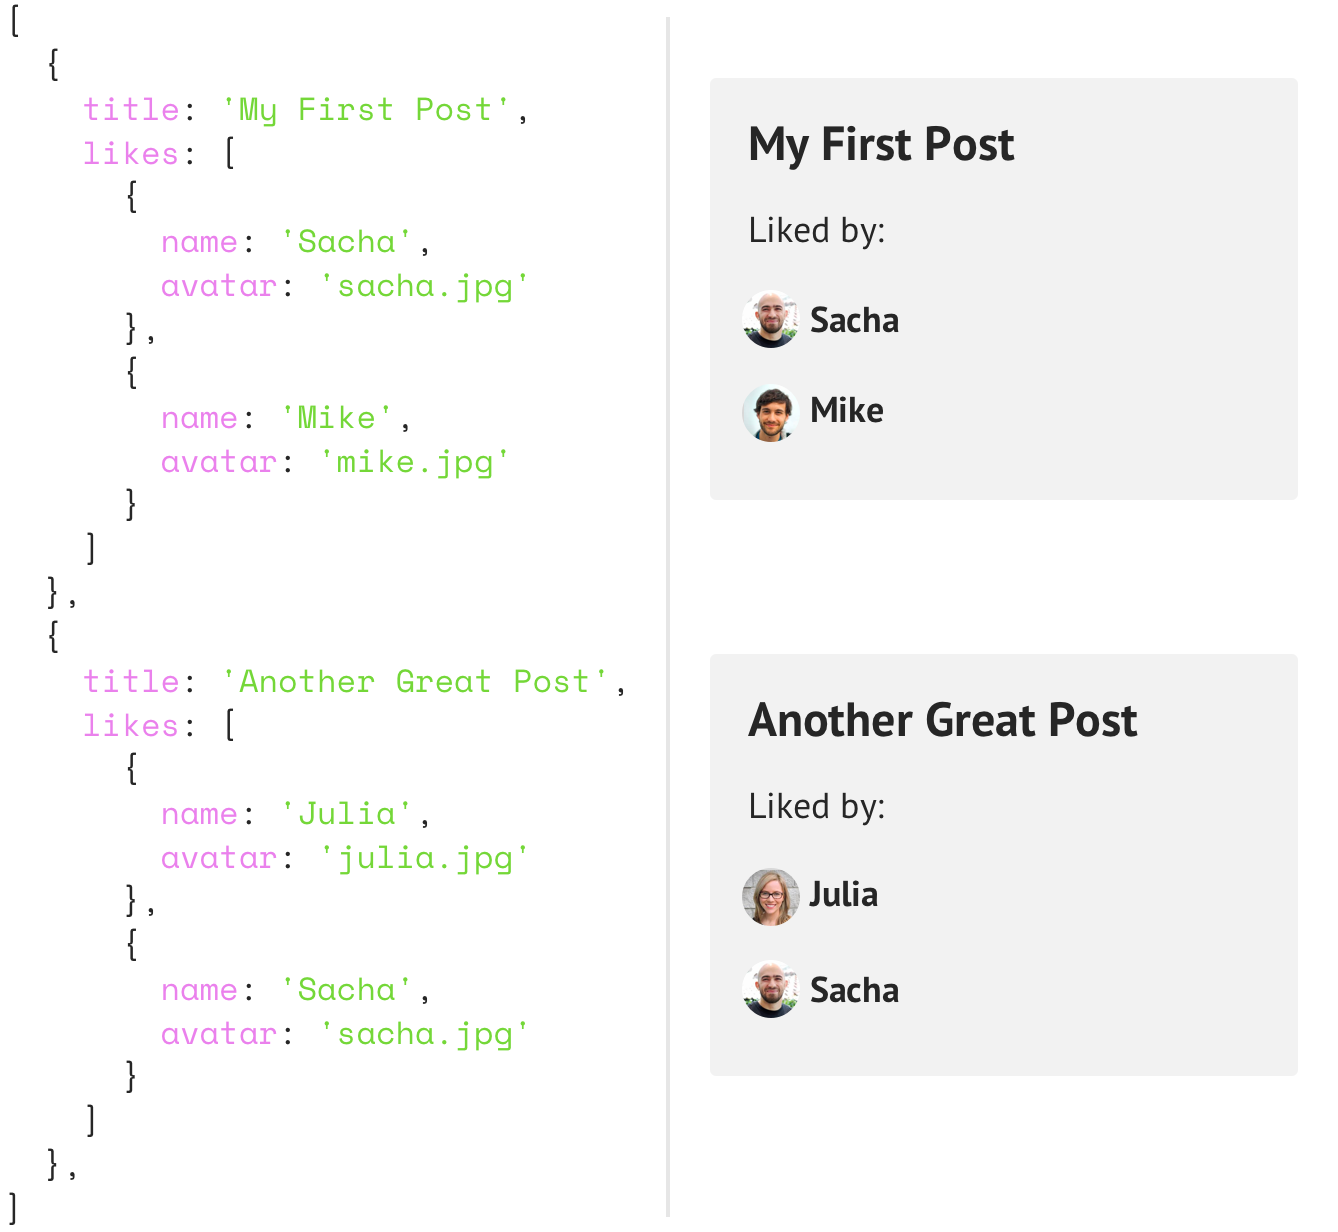 [
  {
    title: 'My First Post',
    likes: [
      {
        name: 'Sacha',
        avatar: 'sacha.jpg'
      },
      {
        name: 'Mike',
        avatar: 'mike.jpg'
      }
    ]
  },
  {
    title: 'Another Great Post',
    likes: [
      {
        name: 'Julia',
        avatar: 'julia.jpg'
      },
      {
        name: 'Sacha',
        avatar: 'sacha.jpg'
      }
    ]
  },
]
My First Post
Liked by:
Sacha
Mike
Another Great Post
Liked by:
Julia
Sacha